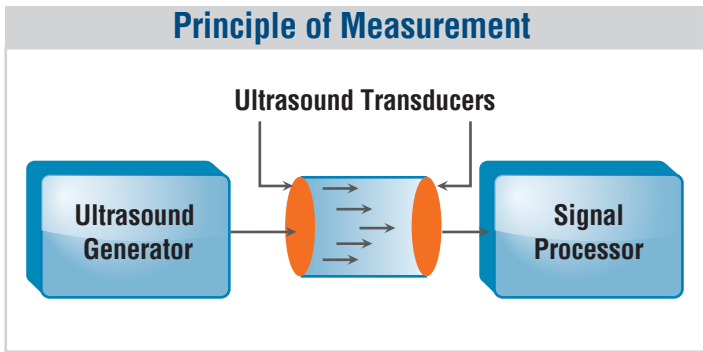 Principle of Measurement
Ultrasound Transducers
Ultrasound
Generator
Signal
Processor